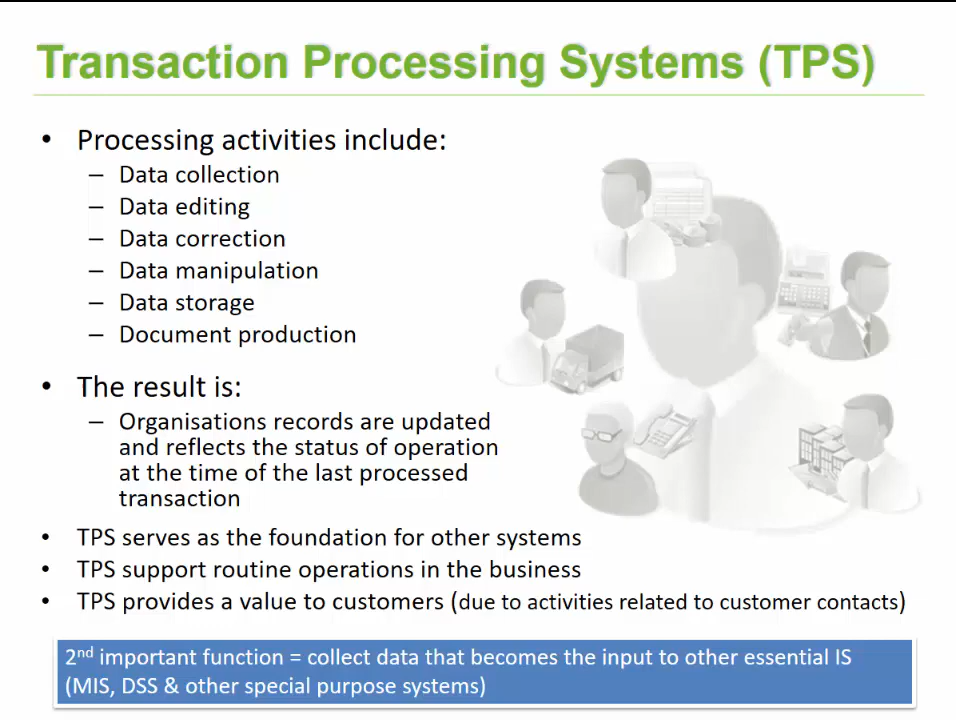 Transaction Processing Systems (TPS)
• Processing activities include:
– Data collection
– Data editing
– Data correction
– Data manipulation
– Data storage
– Document production
• The result is:
– Organisations records are updated
and reflects the status of operation
at the time of the last processed
transaction
• TPS serves as the foundation for other systems
• TPS support routine operations in the business
• TPS provides a value to customers (due to activities related to customer contacts)
2nd important function = collect data that becomes the input to other essential IS
(MIS, DSS & other special purpose systems)